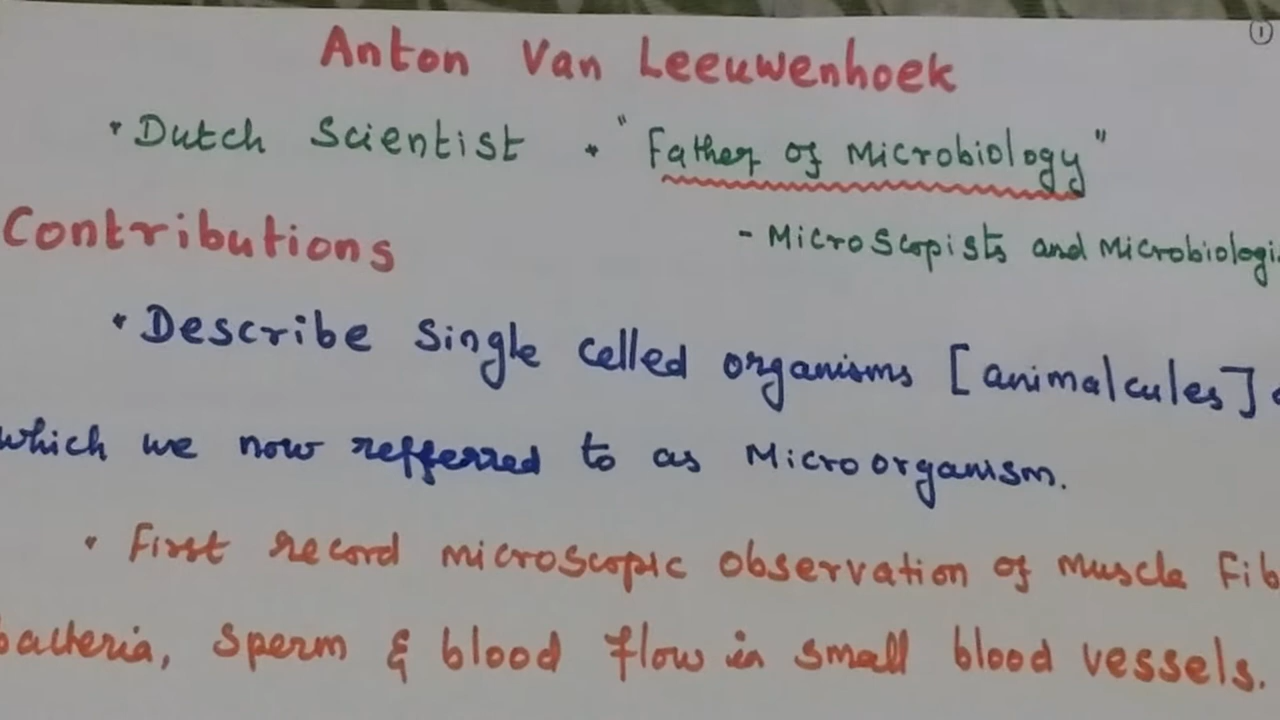 ①
Anton Van Leeuwenhoek
• Dutch Scientist • "Father of Microbiology"
Contributions
- Microscopists and Microbiologi
• Describe Single celled organisms [animalcules]
which we now refferred to as Microorganism.
• First record microscopic observation of muscle Fib
bacteria, sperm & blood flow in small blood vessels.